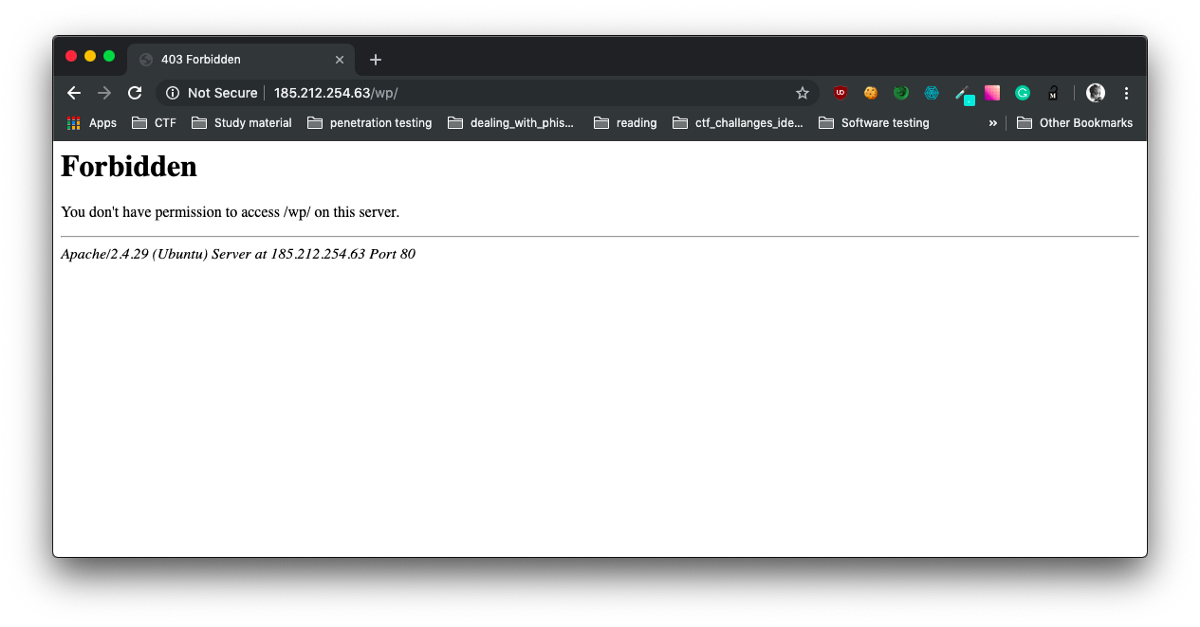 403 Forbidden
Not Secure 185.212.254.63/wp/
UD G M
Apps CTF Study material penetration testing dealing_with_phis... reading ctf_challanges_ide... Software testing » Other Bookmarks
Forbidden
You don't have permission to access /wp/ on this server.
Apache/2.4.29 (Ubuntu) Server at 185.212.254.63 Port 80